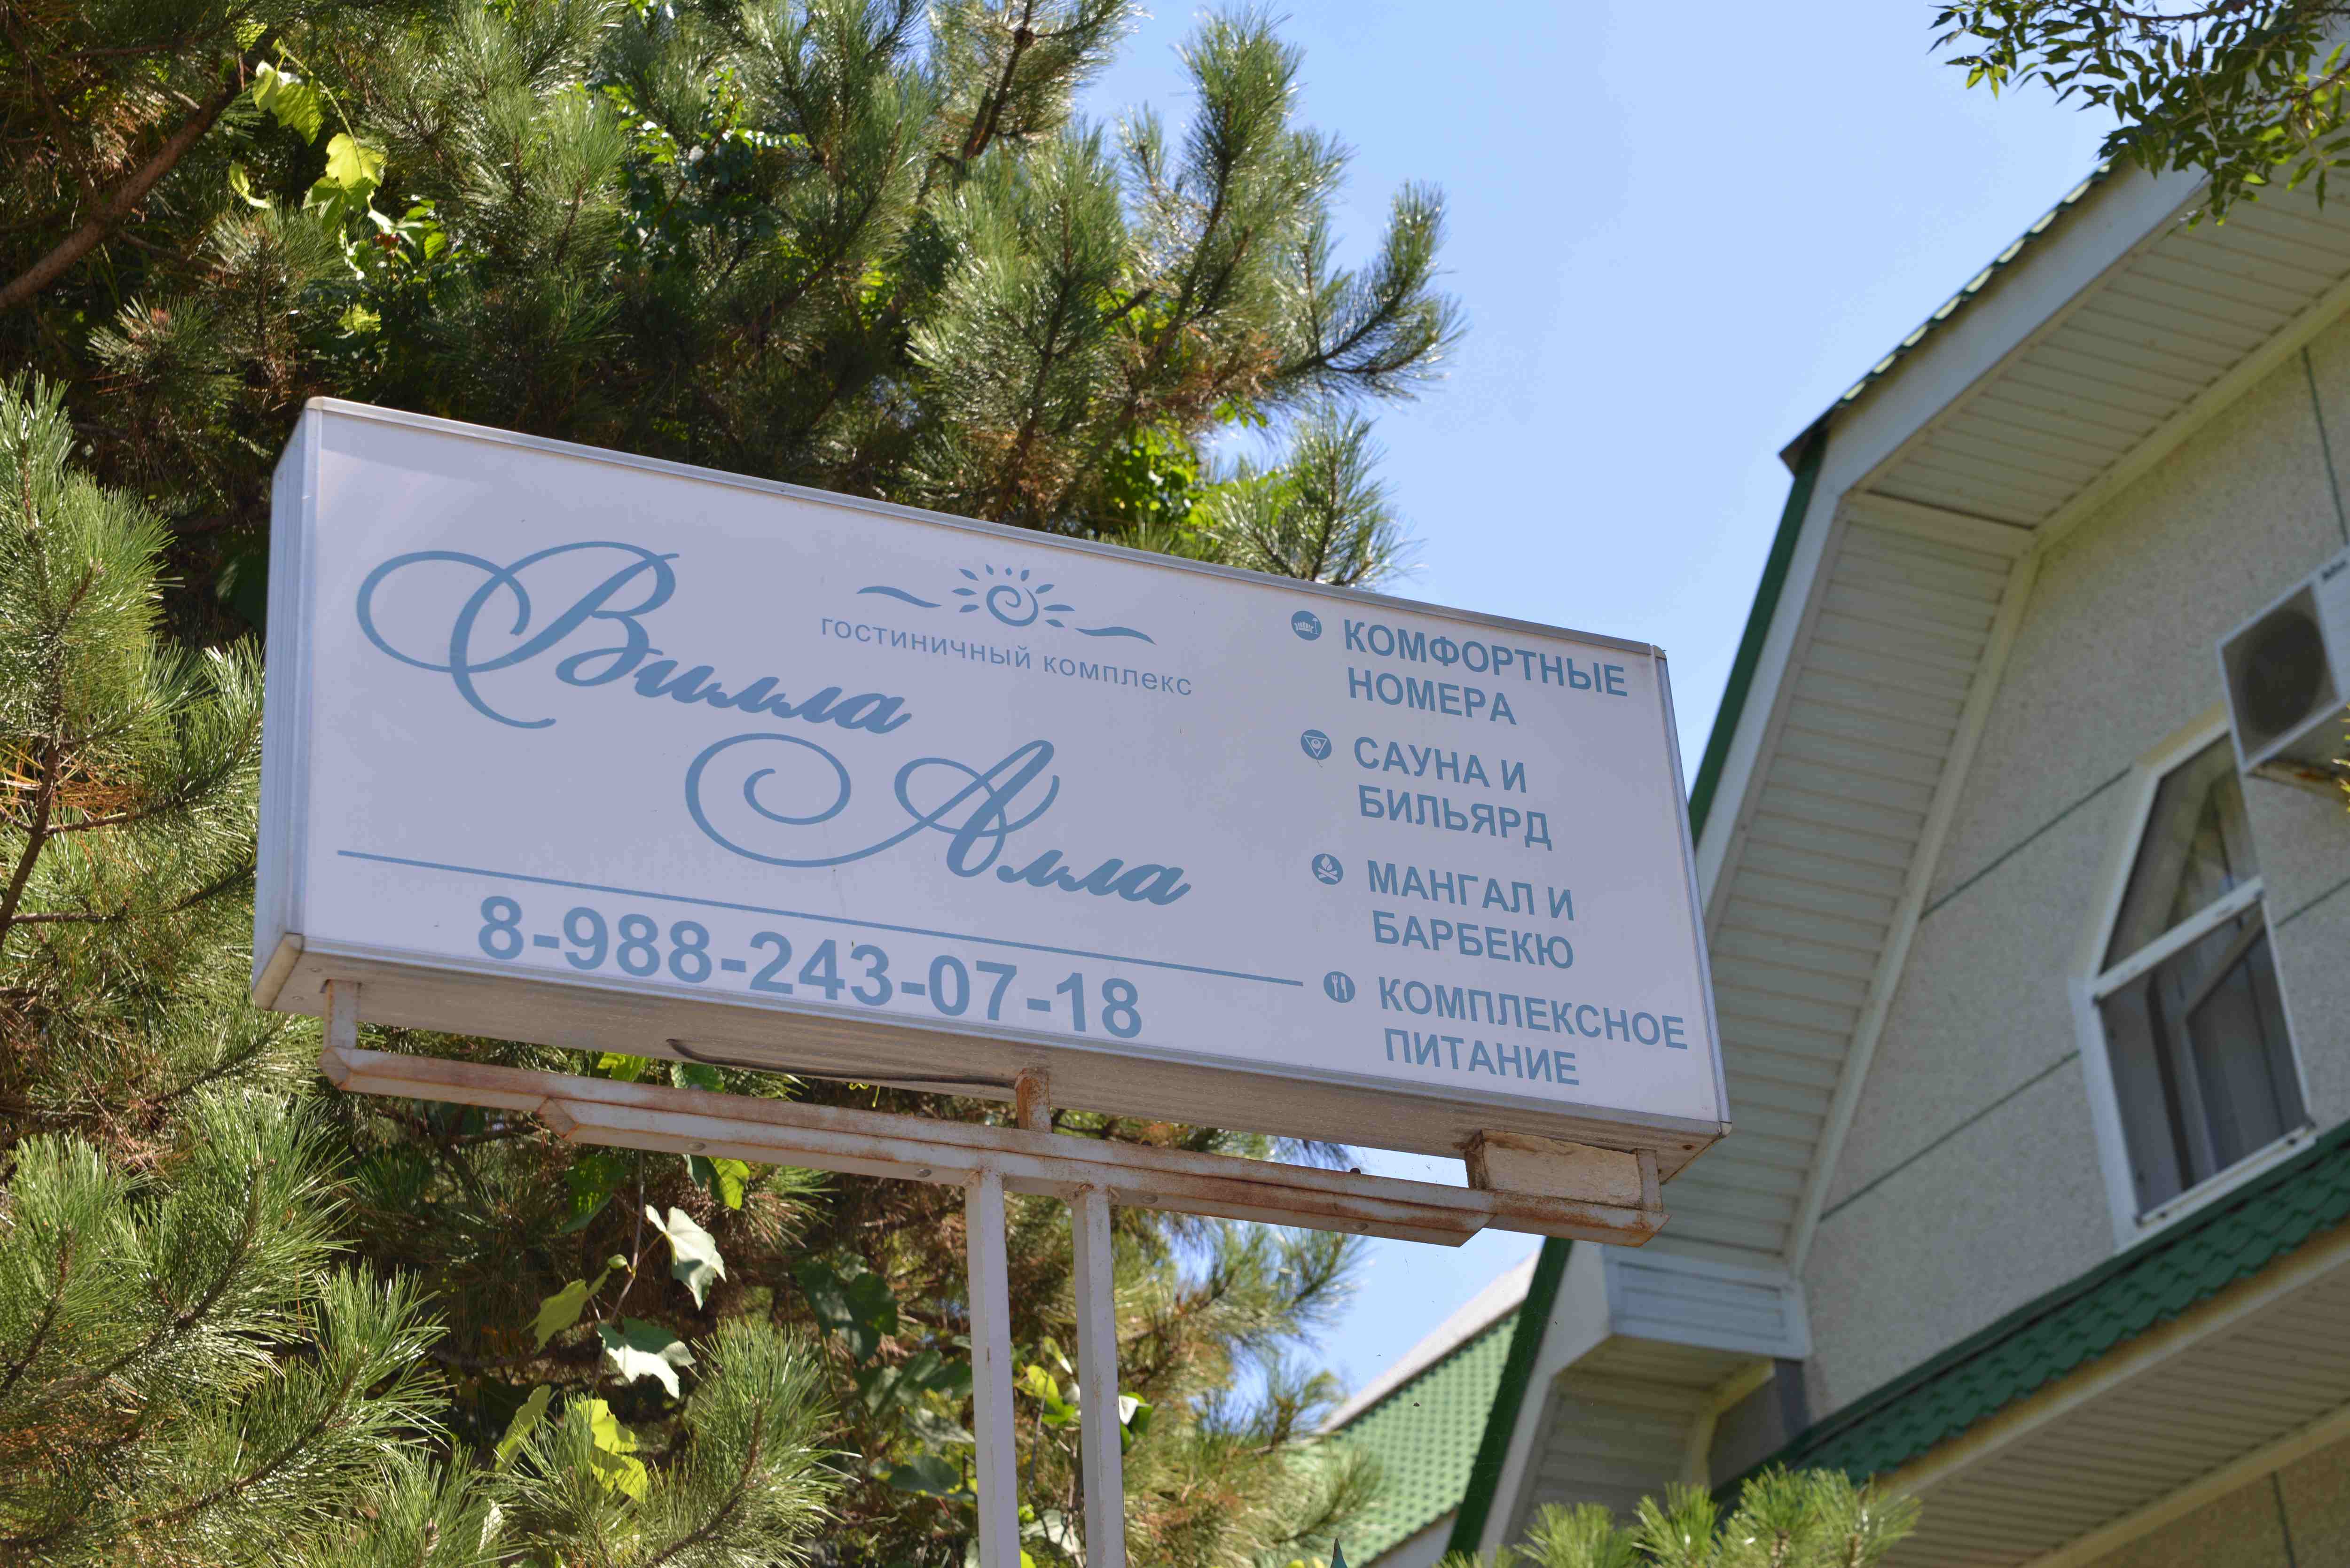 гостиничный комплекс
Вилла
Алла
8-988-243-07-18
КОМФОРТНЫЕ
НОМЕРА
САУНА И
БИЛЬЯРД
МАНГАЛ И
БАРБЕКЮ
КОМПЛЕКСНОЕ
ПИТАНИЕ